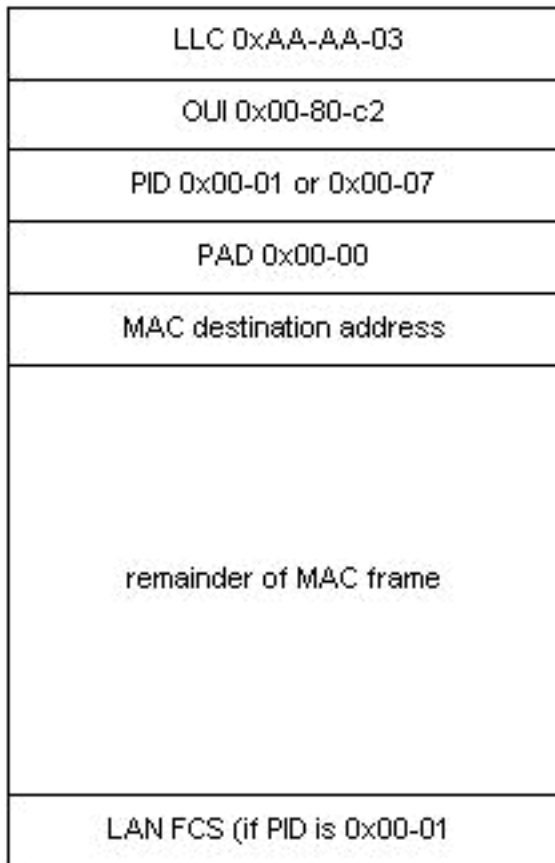 LLC 0xAA-AA-03
OUI 0x00-80-c2
PID 0x00-01 or 0x00-07
PAD 0x00-00
MAC destination address
remainder of MAC frame
LAN FCS (if PID is 0x00-01